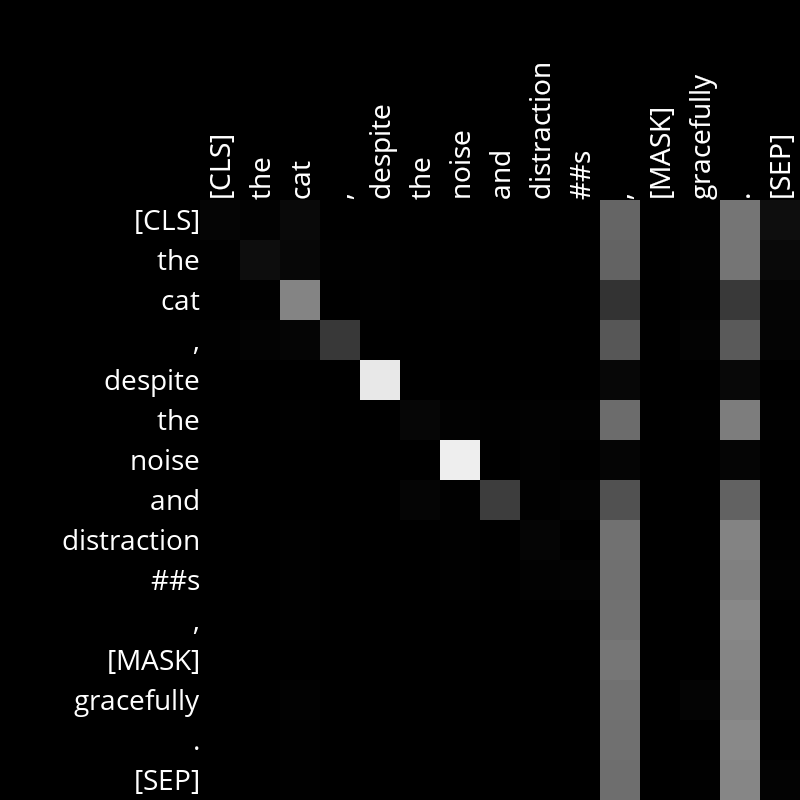 [CLS]
the
cat
,
despite
the
noise
and
distraction
##s
,
[MASK]
gracefully
.
[SEP]
[CLS]
the
cat
,
despite
the
noise
and
distraction
##s
,
[MASK]
gracefully
.
[SEP]